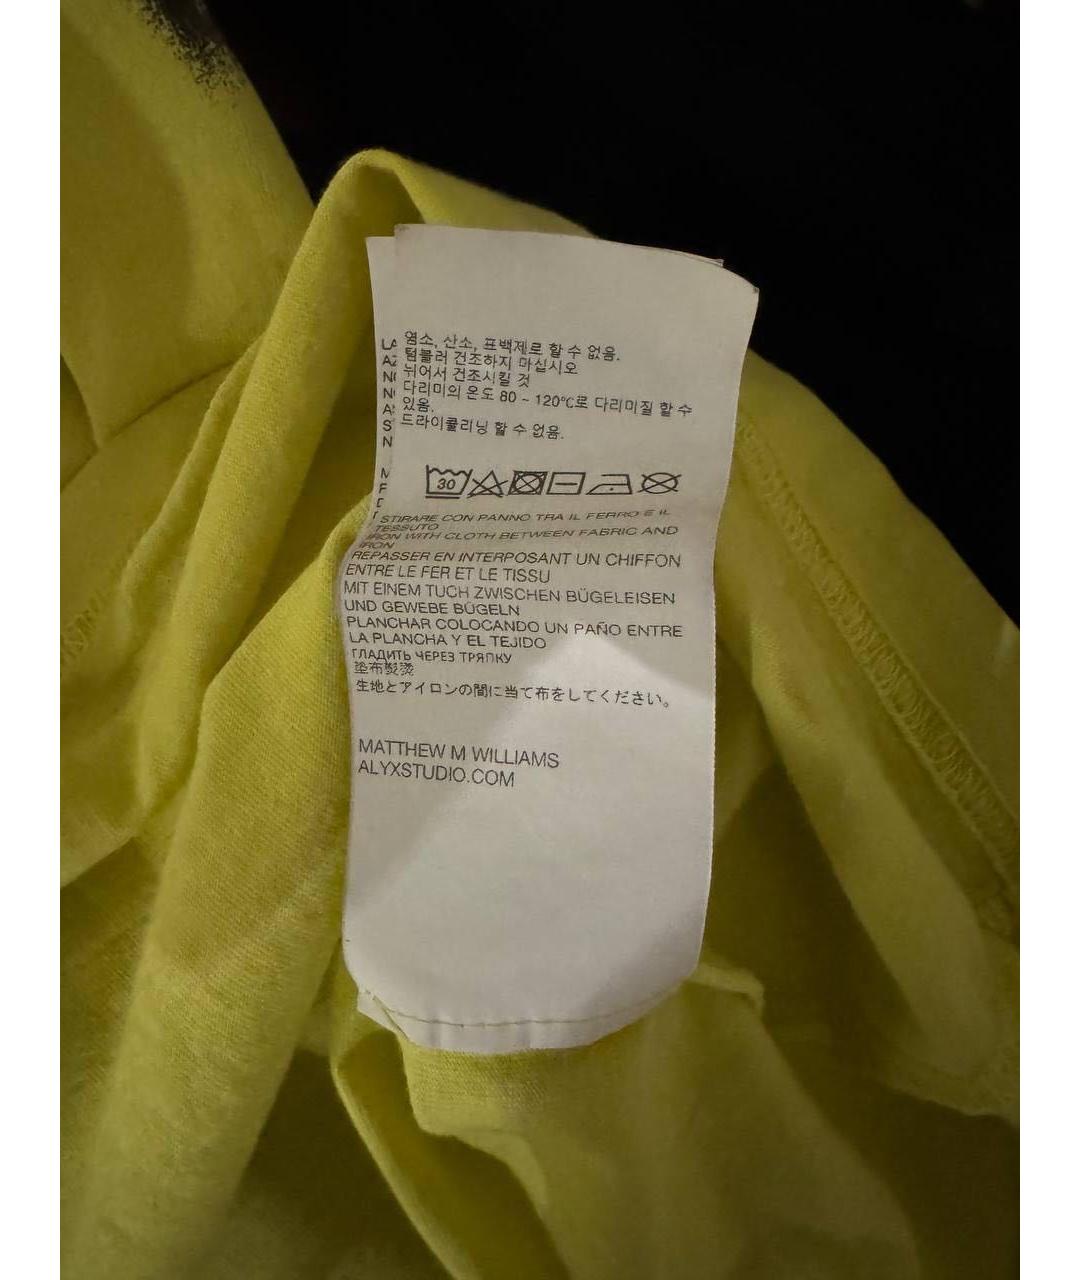 염소, 산소, 표백제로 할 수 없음.
텀블러 건조하지 마십시오
뉘어서 건조시킬 것
다리미의 온도 80 ~ 120℃로 다리미질 할 수
있음.
드라이클리닝 할 수 없음.
30
STIRARE CON PANNO TRA IL FERRO E IL
TESSUTO
IRON WITH CLOTH BETWEEN FABRIC AND
IRON
REPASSER EN INTERPOSANT UN CHIFFON
ENTRE LE FER ET LE TISSU
MIT EINEM TUCH ZWISCHEN BÜGELEISEN
UND GEWEBE BÜGELN
PLANCHAR COLOCANDO UN PAÑO ENTRE
LA PLANCHA Y EL TEJIDO
ГЛАДИТЬ ЧЕРЕЗ ТРЯПКУ
垫布熨烫
生地とアイロンの間に当て布をしてください。
MATTHEW M WILLIAMS
ALYXSTUDIO.COM